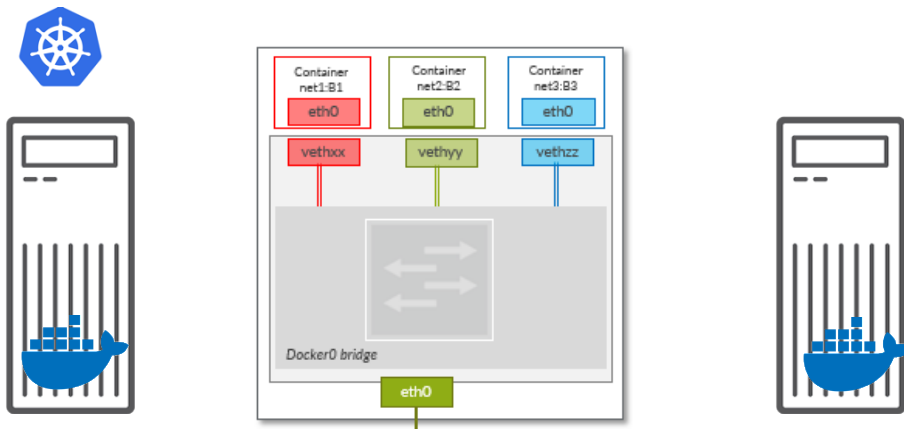 Container
net1:B1
eth0
Container
net2:B2
eth0
Container
net3:B3
eth0
vethxx
vethyy
vethzz
Docker0 bridge
eth0